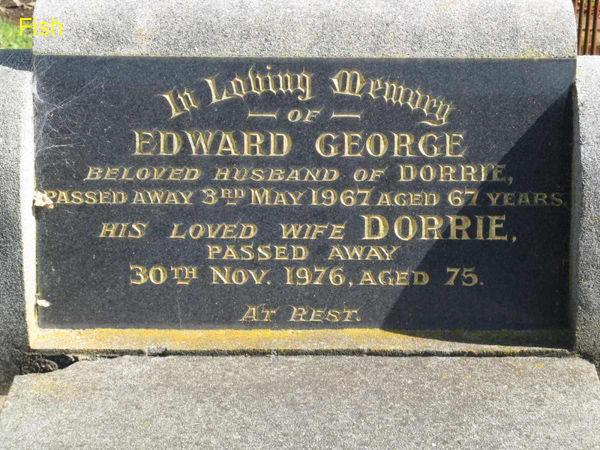 Fish
In Loving Memory
— OF —
EDWARD GEORGE
BELOVED HUSBAND OF DORRIE,
PASSED AWAY 3RD MAY 1967 AGED 67 YEARS.
HIS LOVED WIFE DORRIE,
PASSED AWAY
30TH NOV. 1976, AGED 75.
AT REST.